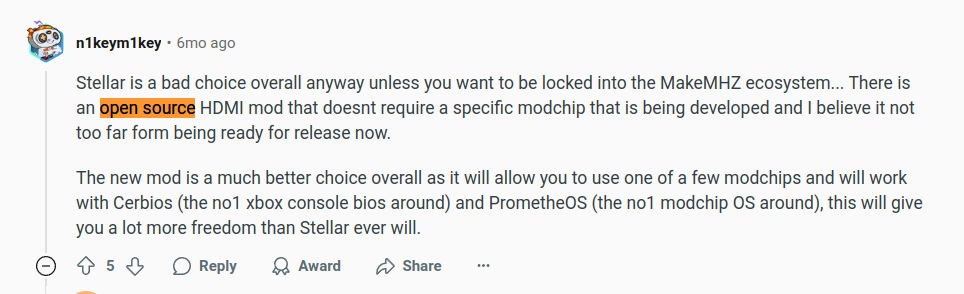 n1keym1key • 6mo ago
Stellar is a bad choice overall anyway unless you want to be locked into the MakeMHZ ecosystem... There is
an open source HDMI mod that doesnt require a specific modchip that is being developed and I believe it not
too far form being ready for release now.
The new mod is a much better choice overall as it will allow you to use one of a few modchips and will work
with Cerbios (the no1 xbox console bios around) and PrometheOS (the no1 modchip OS around), this will give
you a lot more freedom than Stellar ever will.
5 Reply Award Share ...